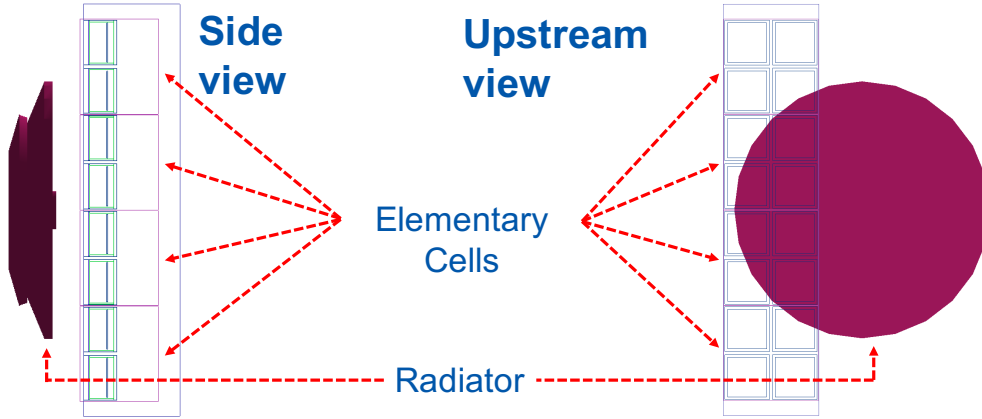 Side
view
Upstream
view
Elementary
Cells
Radiator